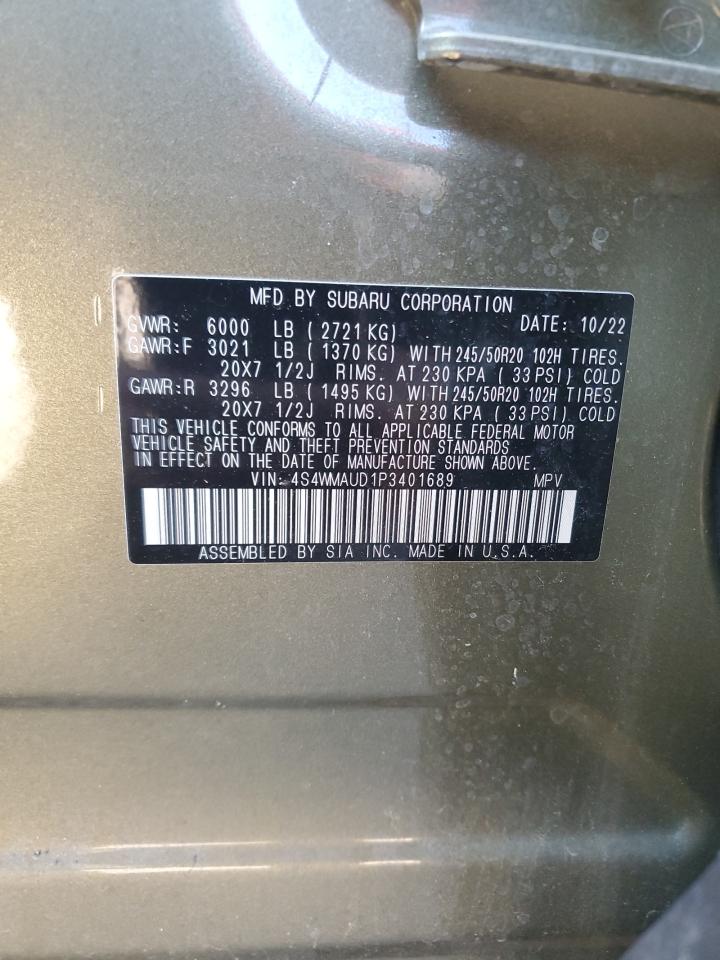 A
MFD BY SUBARU CORPORATION
GVWR: 6000 LB ( 2721 KG) DATE: 10/22
GAWR:F 3021 LB ( 1370 KG) WITH 245/50R20 102H TIRES.
20X7 1/2J RIMS. AT 230 KPA ( 33 PSI) COLD
GAWR:R 3296 LB ( 1495 KG) WITH 245/50R20 102H TIRES.
20X7 1/2J RIMS. AT 230 KPA ( 33 PSI) COLD
THIS VEHICLE CONFORMS TO ALL APPLICABLE FEDERAL MOTOR
VEHICLE SAFETY AND THEFT PREVENTION STANDARDS
IN EFFECT ON THE DATE OF MANUFACTURE SHOWN ABOVE.
VIN: 4S4WMAUD1P3401689 MPV
ASSEMBLED BY SIA INC. MADE IN U.S.A.